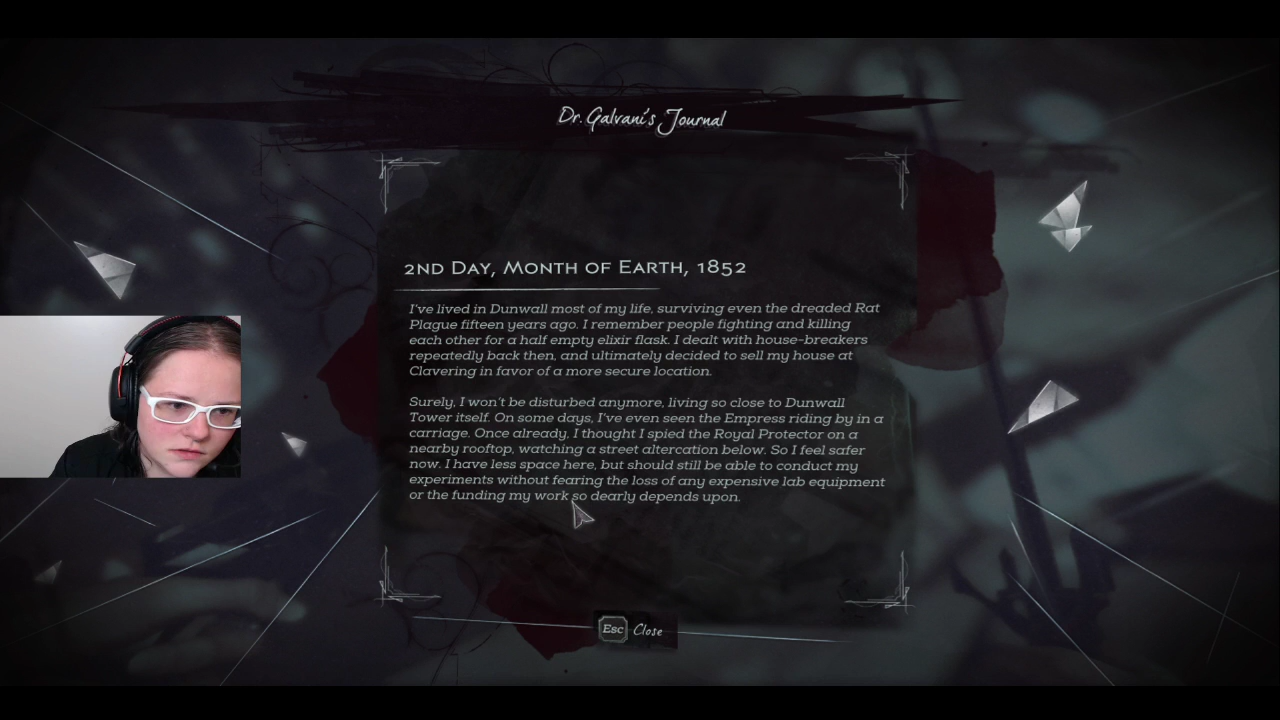 Dr. Galvani's Journal
2ND DAY, MONTH OF EARTH, 1852
I've lived in Dunwall most of my life, surviving even the dreaded Rat
Plague fifteen years ago. I remember people fighting and killing
each other for a half empty elixir flask. I dealt with house-breakers
repeatedly back then, and ultimately decided to sell my house at
Clavering in favor of a more secure location.
Surely, I won't be disturbed anymore, living so close to Dunwall
Tower itself. On some days, I've even seen the Empress riding by in a
carriage. Once already, I thought I spied the Royal Protector on a
nearby rooftop, watching a street altercation below. So I feel safer
now. I have less space here, but should still be able to conduct my
experiments without fearing the loss of any expensive lab equipment
or the funding my work so dearly depends upon.
Esc Close